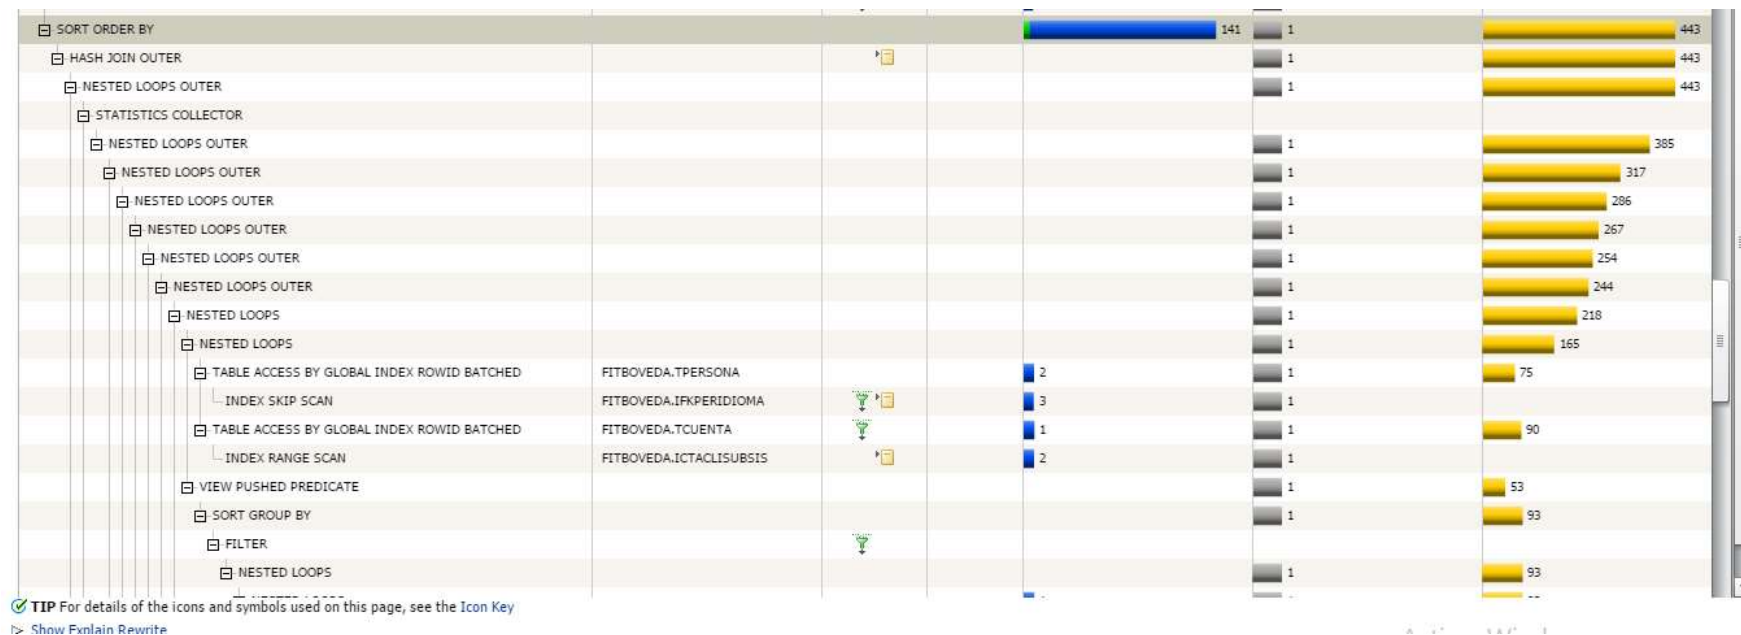 SORT ORDER BY 141 1 443
HASH JOIN OUTER 1 443
NESTED LOOPS OUTER 1 443
STATISTICS COLLECTOR
NESTED LOOPS OUTER 1 385
NESTED LOOPS OUTER 1 317
NESTED LOOPS OUTER 1 286
NESTED LOOPS OUTER 1 267
NESTED LOOPS OUTER 1 254
NESTED LOOPS OUTER 1 244
NESTED LOOPS 1 218
NESTED LOOPS 1 165
TABLE ACCESS BY GLOBAL INDEX ROWID BATCHED FITBOVEDA.TPERSONA 2 1 75
INDEX SKIP SCAN FITBOVEDA.IFKPERIDIOMA 3 1
TABLE ACCESS BY GLOBAL INDEX ROWID BATCHED FITBOVEDA.TCUENTA 1 1 90
INDEX RANGE SCAN FITBOVEDA.ICTACLISUBSIS 2 1
VIEW PUSHED PREDICATE 1 53
SORT GROUP BY 1 93
FILTER
NESTED LOOPS 1 93
TIP For details of the icons and symbols used on this page, see the Icon Key
Show Explain Rewrite